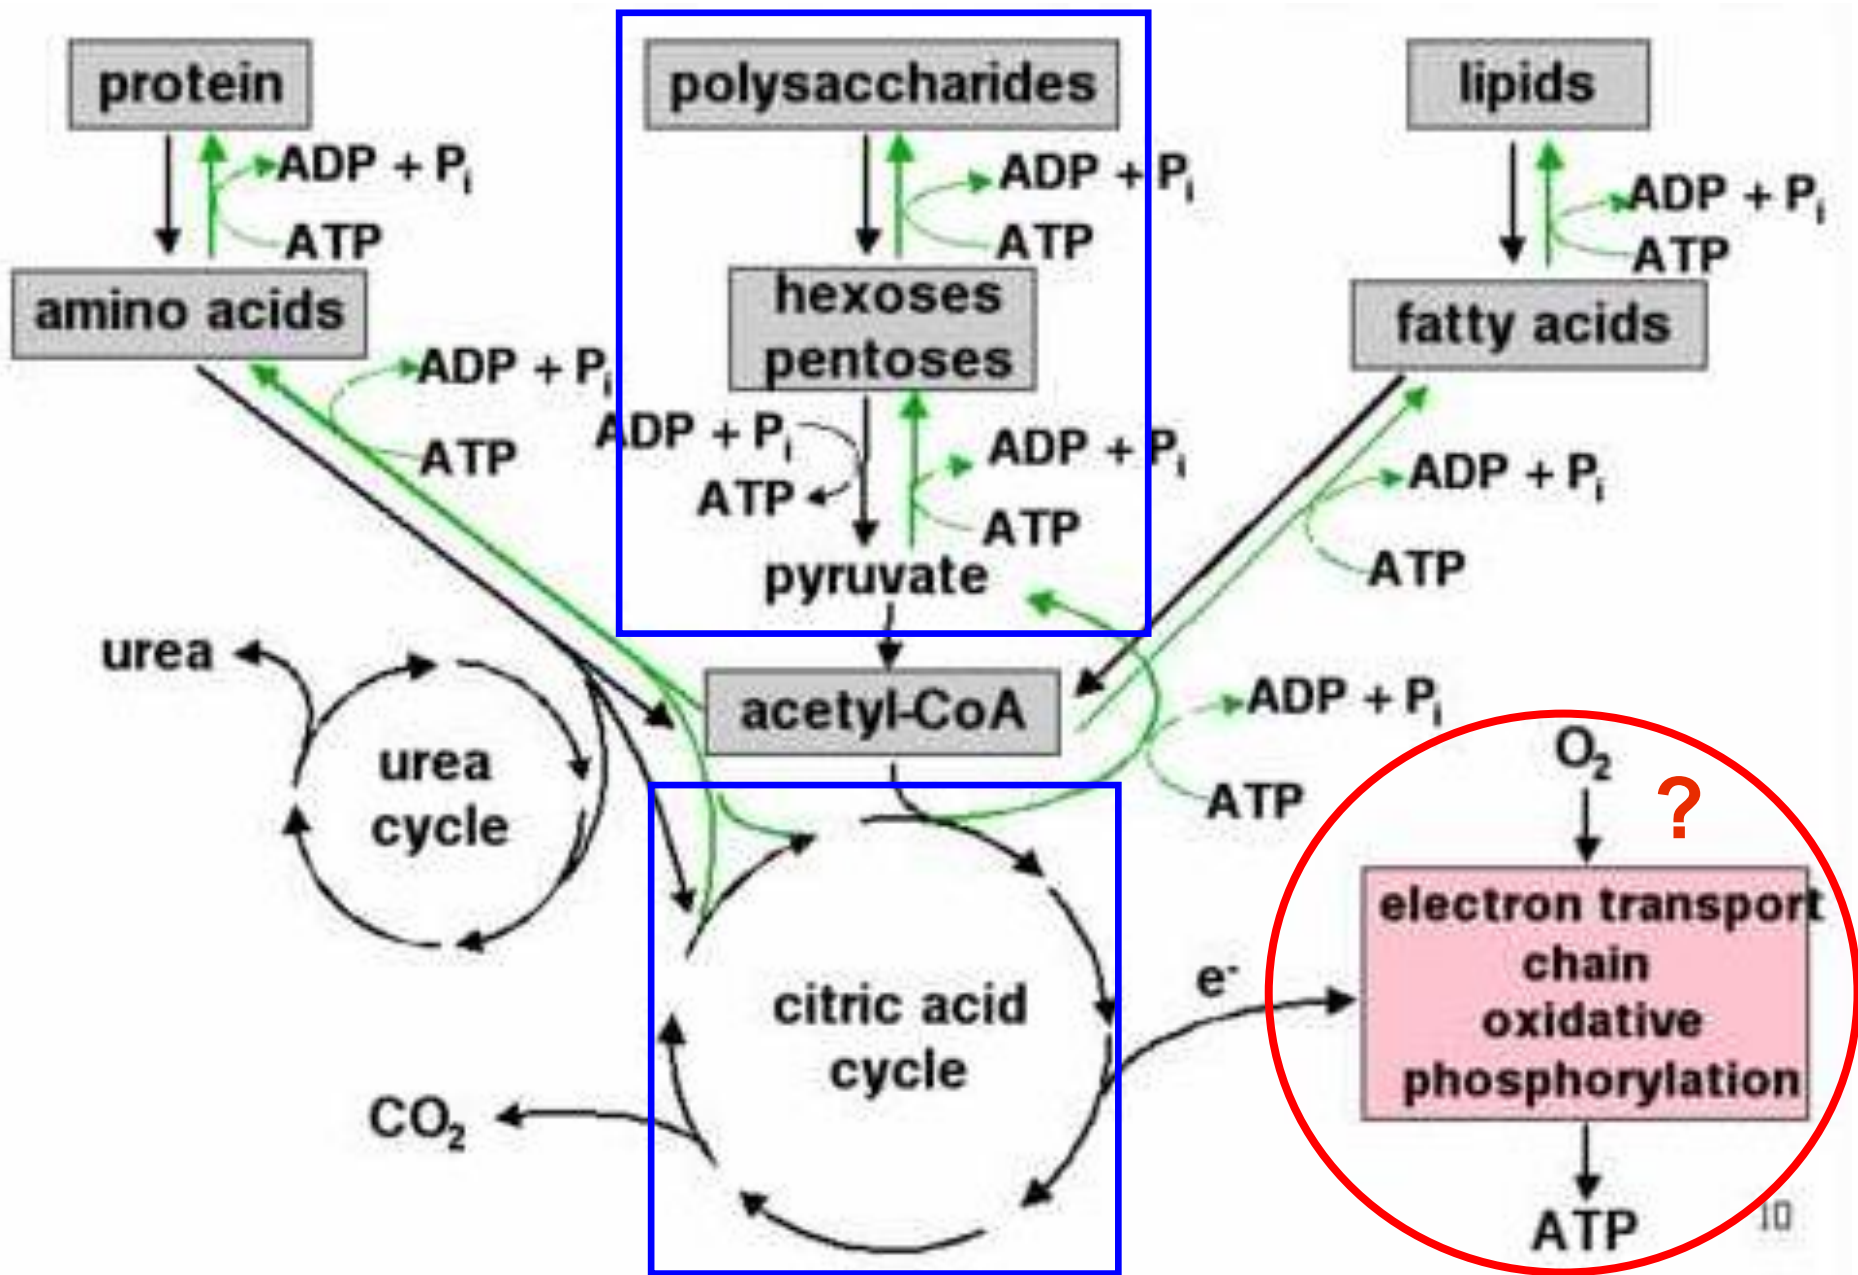 protein
polysaccharides
lipids
ADP + Pi
ATP
ADP + Pi
ATP
ADP + Pi
ATP
amino acids
hexoses
pentoses
fatty acids
ADP + Pi
ATP
ADP + Pi
ATP
ADP + Pi
ATP
ADP + Pi
ATP
pyruvate
urea
urea
cycle
acetyl-CoA
ADP + Pi
ATP
O2
?
electron transport
chain
oxidative
phosphorylation
e-
citric acid
cycle
CO2
ATP
10